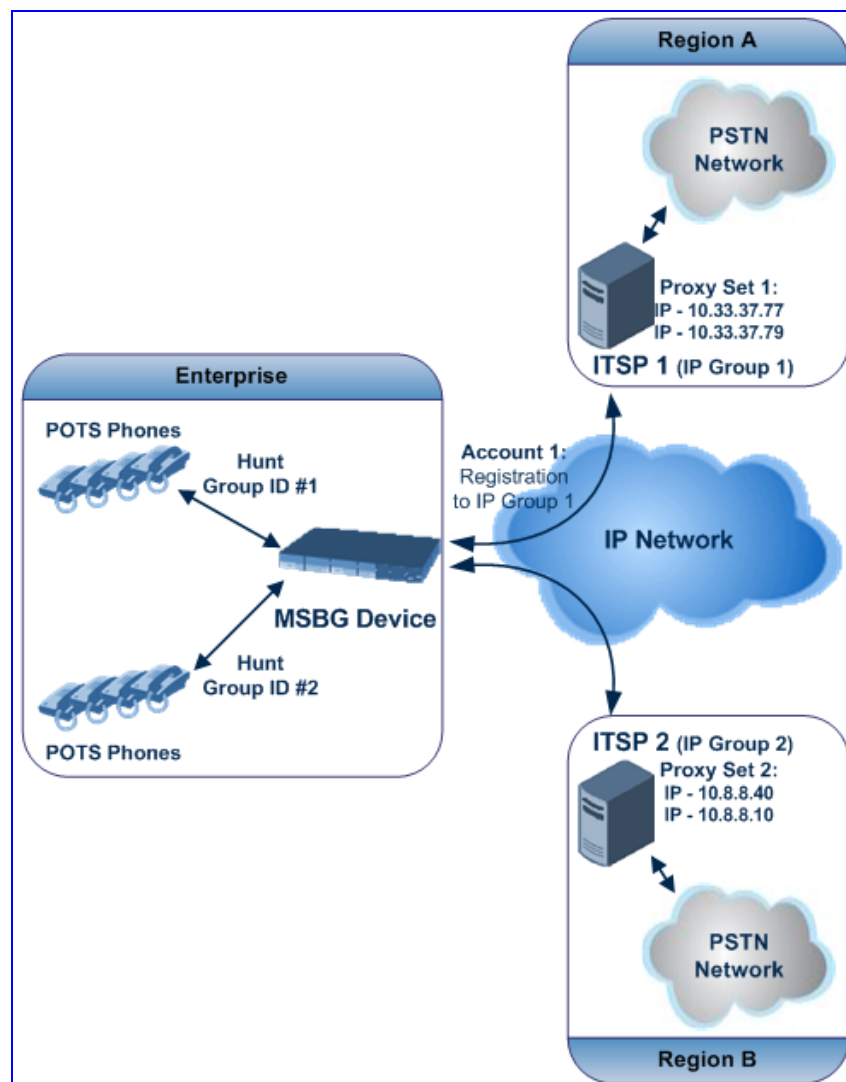 Region A
PSTN
Network
Proxy Set 1:
IP - 10.33.37.77
IP - 10.33.37.79
ITSP 1 (IP Group 1)
Enterprise
POTS Phones
Hunt
Group ID #1
MSBG Device
Hunt
Group ID #2
POTS Phones
Account 1:
Registration
to IP Group 1
IP Network
ITSP 2 (IP Group 2)
Proxy Set 2:
IP - 10.8.8.40
IP - 10.8.8.10
PSTN
Network
Region B